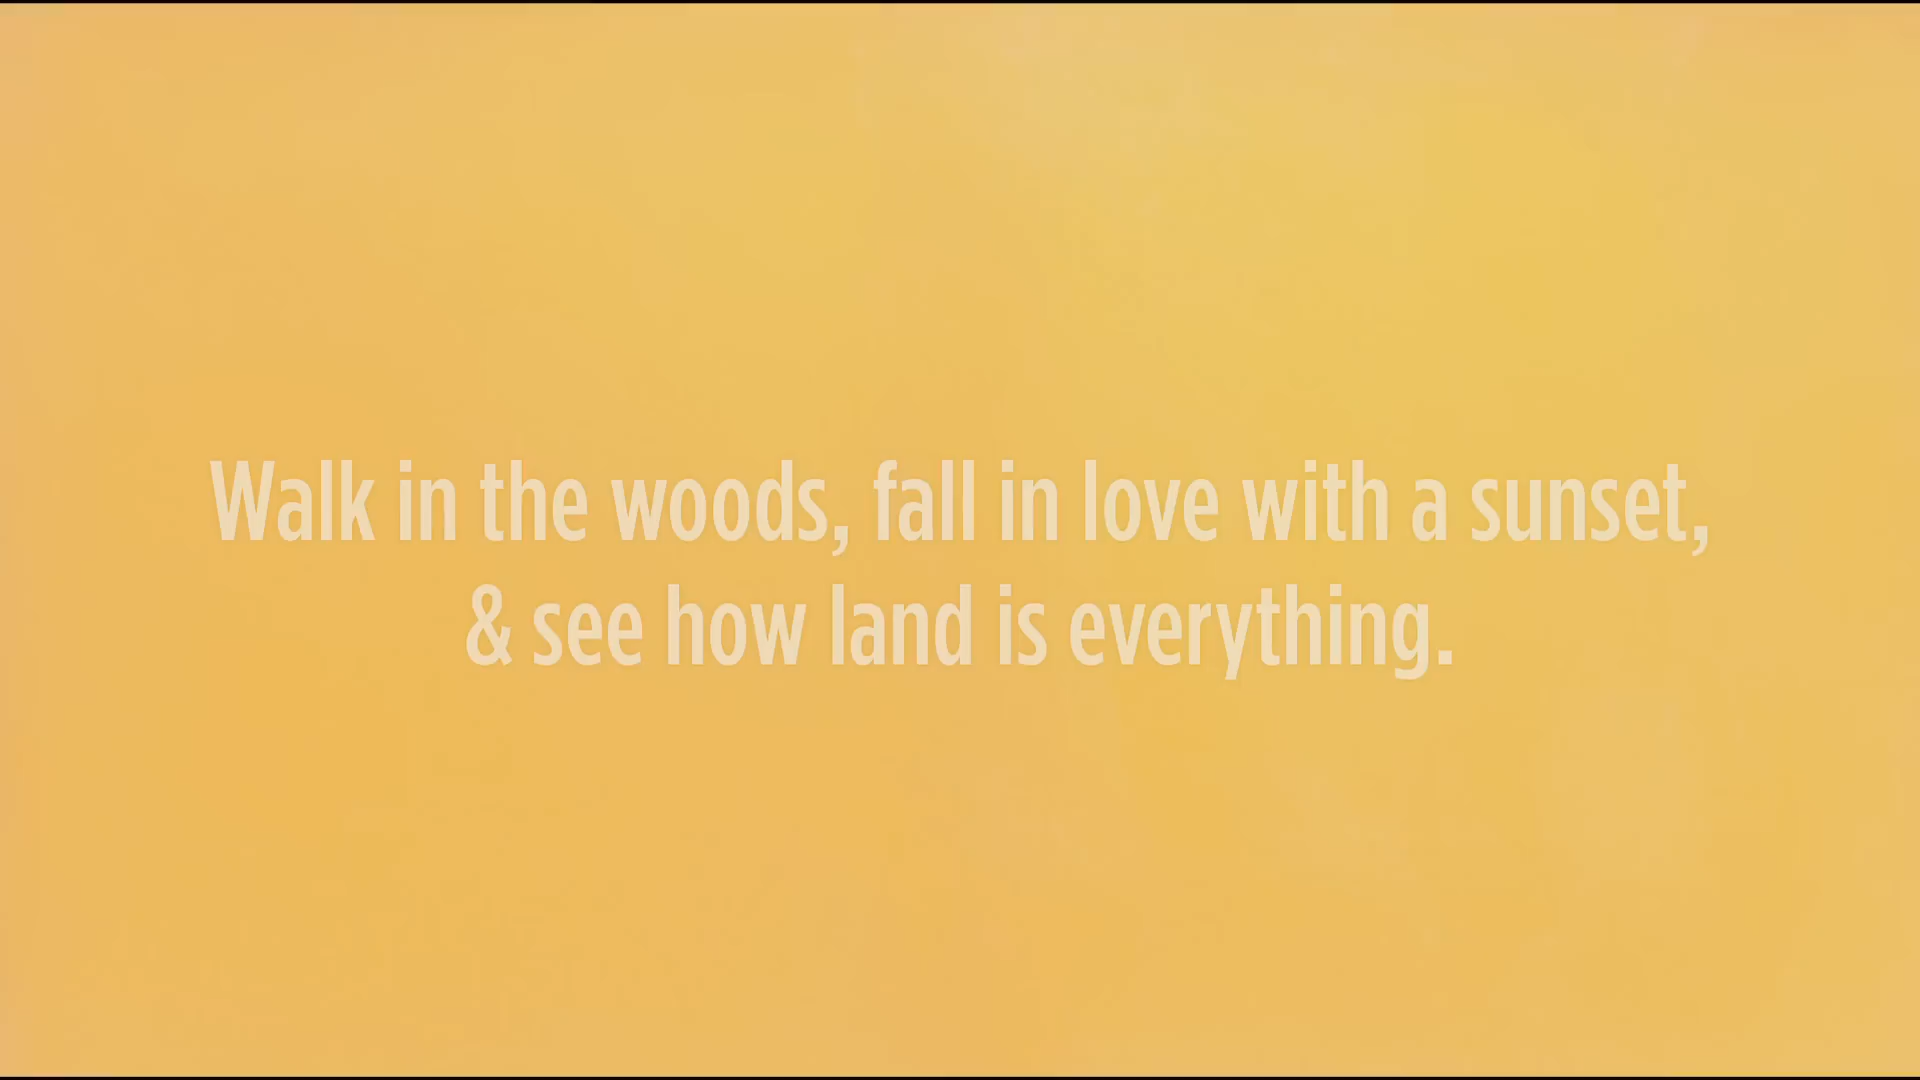 Walk in the woods, fall in love with a sunset,
& see how land is everything.